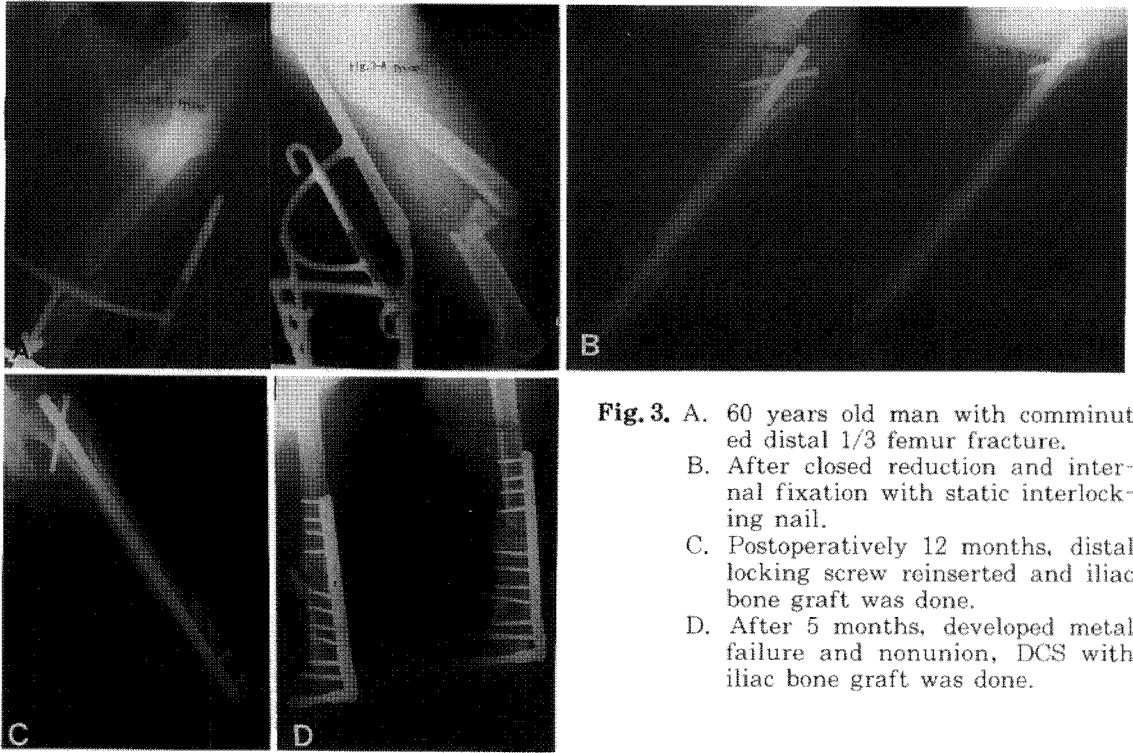 A
B
C
D
Fig. 3. A. 60 years old man with comminut
ed distal 1/3 femur fracture.
B. After closed reduction and inter-
nal fixation with static interlock-
ing nail.
C. Postoperatively 12 months, distal
locking screw reinserted and iliac
bone graft was done.
D. After 5 months, developed metal
failure and nonunion, DCS with
iliac bone graft was done.